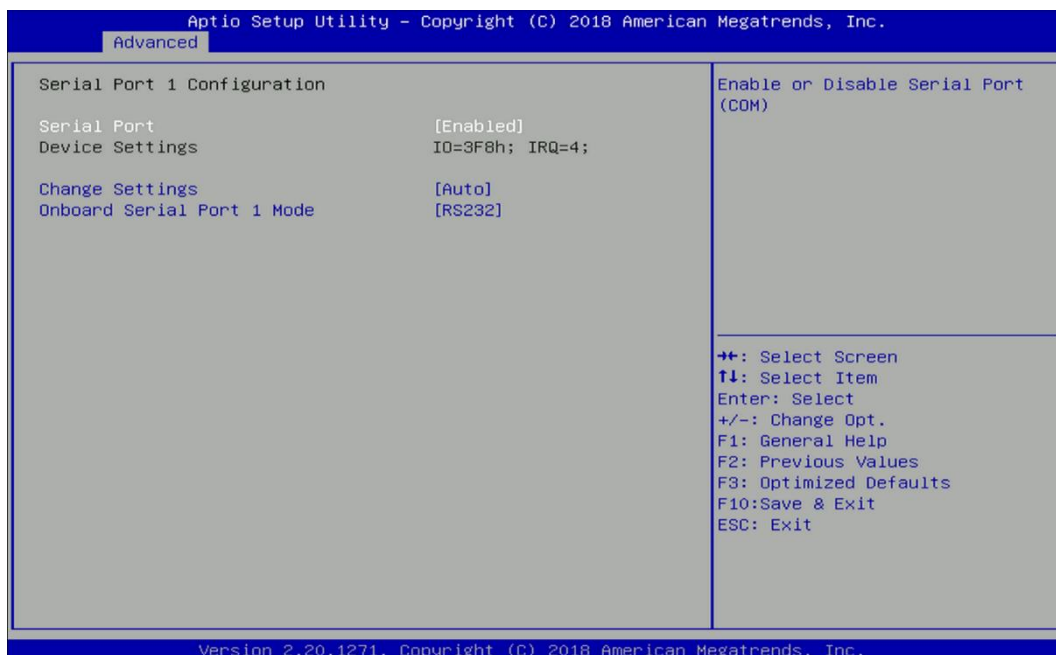 Aptio Setup Utility – Copyright (C) 2018 American Megatrends, Inc.
Advanced
Serial Port 1 Configuration
Serial Port [Enabled]
Device Settings IO=3F8h; IRQ=4;
Change Settings [Auto]
Onboard Serial Port 1 Mode [RS232]
Enable or Disable Serial Port
(COM)
→←: Select Screen
↑↓: Select Item
Enter: Select
+/-: Change Opt.
F1: General Help
F2: Previous Values
F3: Optimized Defaults
F10:Save & Exit
ESC: Exit
Version 2.20.1271. Copyright (C) 2018 American Megatrends, Inc.